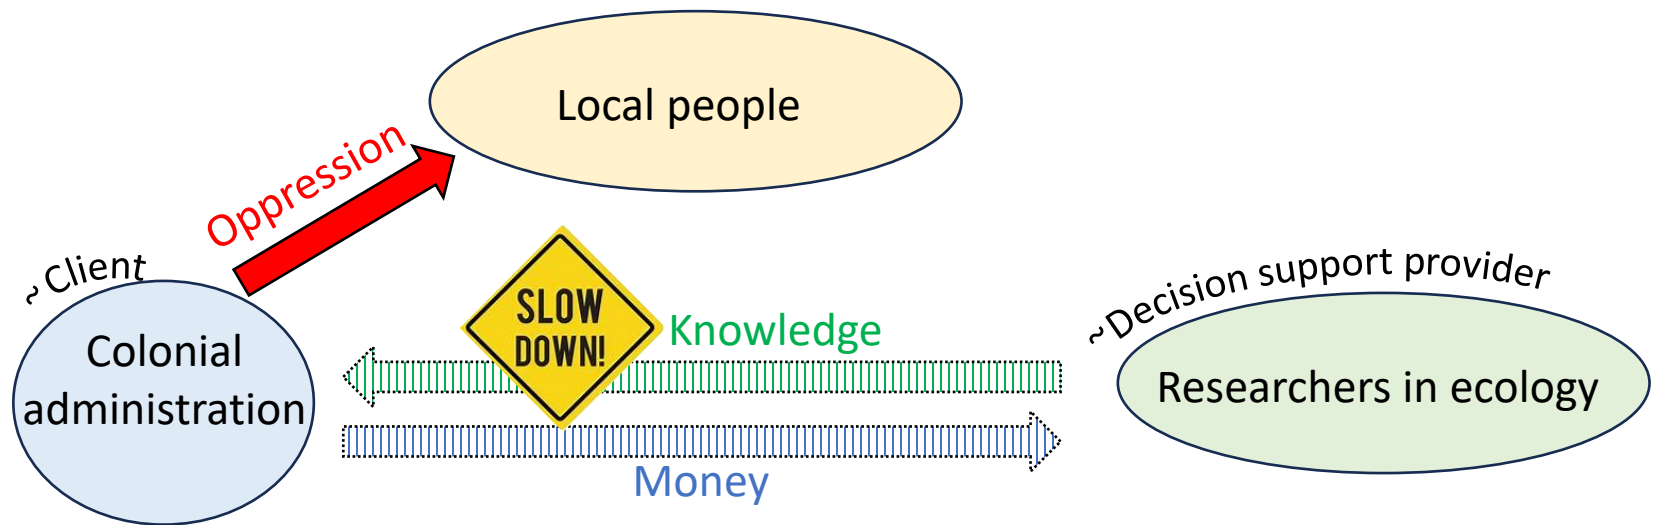 Local people
Oppression
~Client
Colonial
administration
SLOW
DOWN!
Knowledge
Money
~Decision support provider
Researchers in ecology